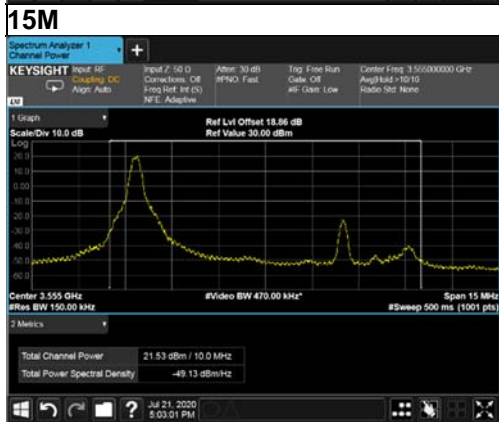 15M
Spectrum Analyzer 1
Channel Power
+
KEYSIGHT Input: RF Input Z: 50 Ω Atten: 30 dB Trig: Free Run Center Freq: 3.555000000 GHz
Coupling: DC Corrections: Off #PNO: Fast Gate: Off Avg|Hold:>10/10
Align: Auto Freq Ref: Int (S) #IF Gain: Low Radio Std: None
NFE: Adaptive
LXI
1 Graph
Ref Lvl Offset 18.86 dB
Scale/Div 10.0 dB Ref Value 30.00 dBm
Log
20.0
10.0
0.00
-10.0
-20.0
-30.0
-40.0
-50.0
-60.0
Center 3.555 GHz #Video BW 470.00 kHz* Span 15 MHz
#Res BW 150.00 kHz #Sweep 500 ms (1001 pts)
2 Metrics
Total Channel Power 21.53 dBm / 10.0 MHz
Total Power Spectral Density -49.13 dBm/Hz
? Jul 21, 2020
5:03:01 PM